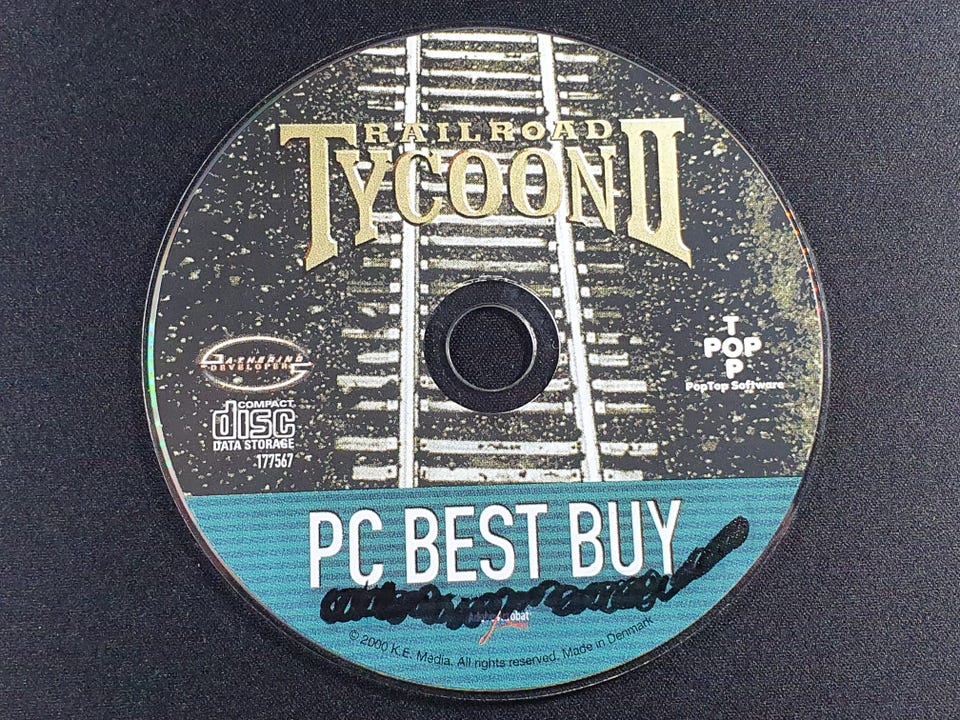 RAILROAD
TYCOON II
GATHERING
DEVELOPERS
T
POP
P
PopTop Software
COMPACT
disc
DATA STORAGE
177567
PC BEST BUY
© 2000 K.E. Media. All rights reserved. Made in Denmark